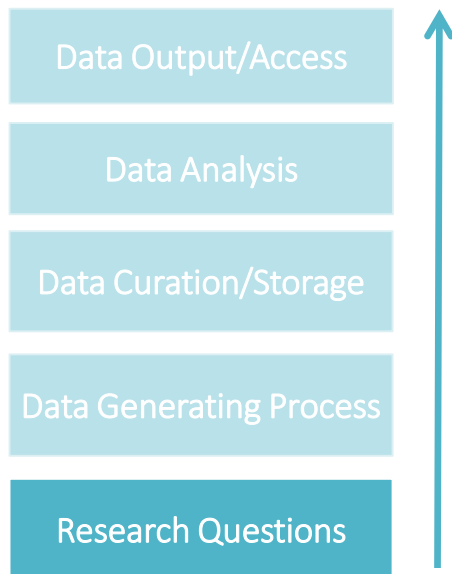 Data Output/Access
Data Analysis
Data Curation/Storage
Data Generating Process
Research Questions